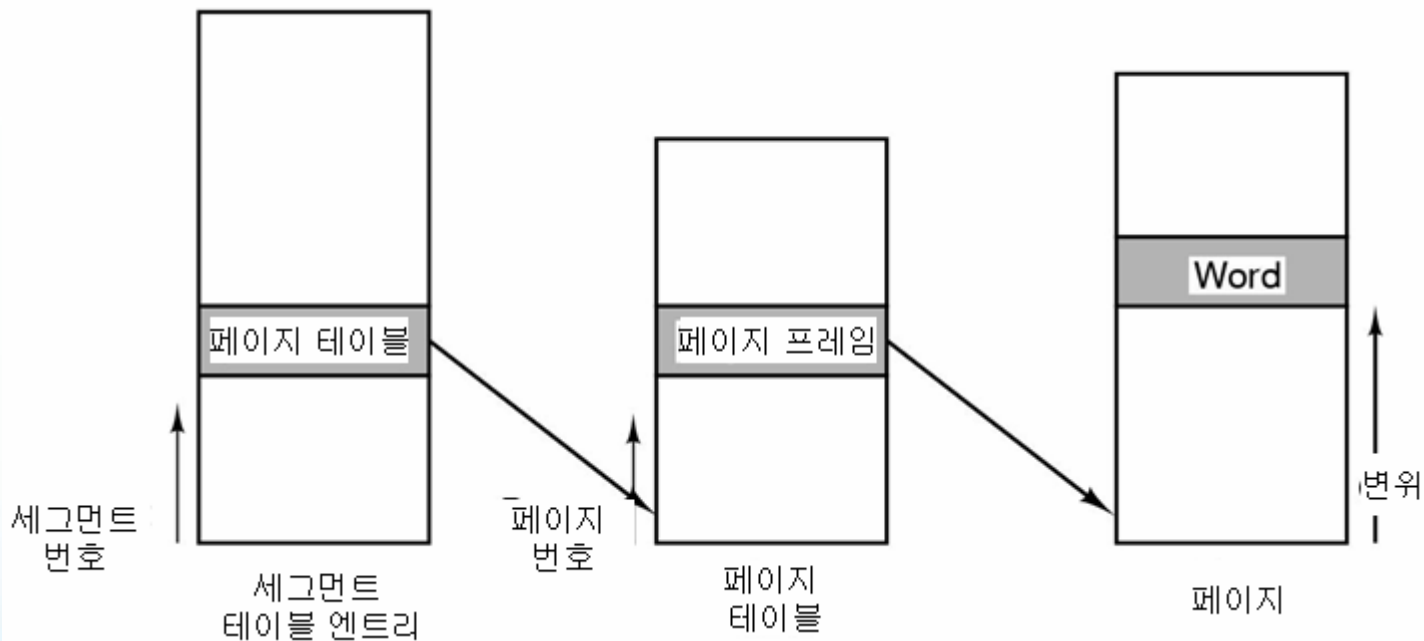 Word
페이지 테이블
페이지 프레임
세그먼트
번호
페이지
번호
변위
세그먼트
테이블 엔트리
페이지
테이블
페이지